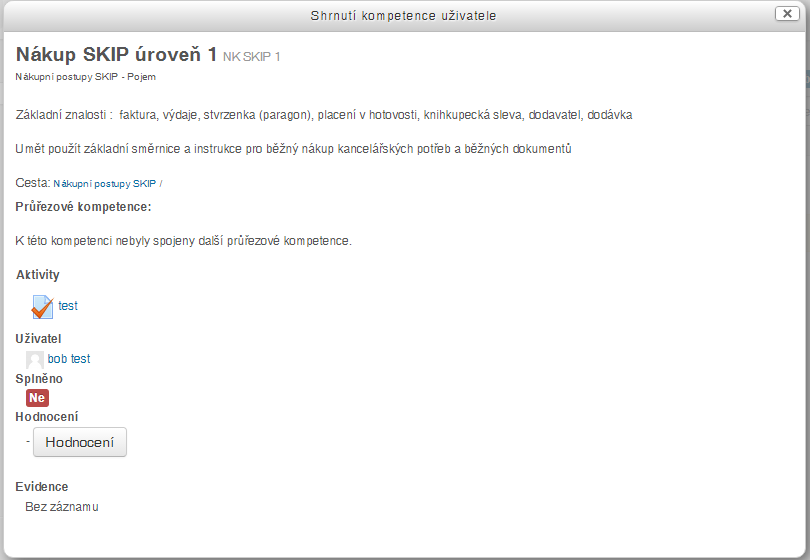 Shrnutí kompetence uživatele
Nákup SKIP úroveň 1 NK SKIP 1
Nákupní postupy SKIP - Pojem
Základní znalosti : faktura, výdaje, stvrzenka (paragon), placení v hotovosti, knihkupecká sleva, dodavatel, dodávka
Umět použít základní směrnice a instrukce pro běžný nákup kancelářských potřeb a běžných dokumentů
Cesta: Nákupní postupy SKIP /
Průřezové kompetence:
K této kompetenci nebyly spojeny další průřezové kompetence.
Aktivity
test
Uživatel
bob test
Splněno
Ne
Hodnocení
- Hodnocení
Evidence
Bez záznamu